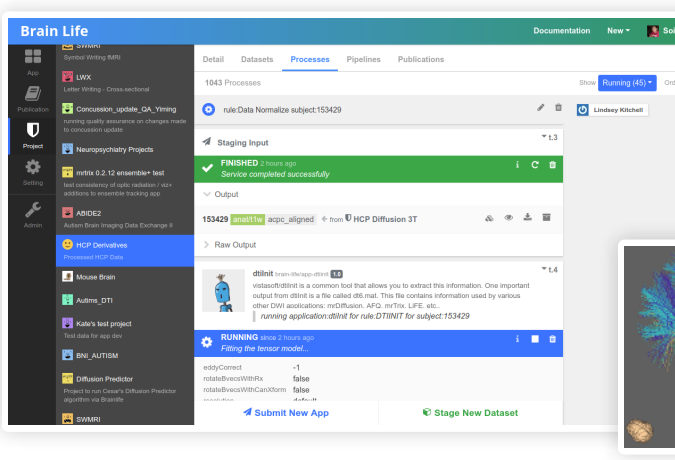 Brain Life
Documentation New
App
Publication
Project
Setting
Admin
SWMRI
Symbol Writing fMRI
LWX
Letter Writing - Cross-sectional
Concussion_update_QA_Yiming
running quality assurance on changes made
to concussion update
Neuropsychiatry Projects
mrtrix 0.2.12 ensemble+ test
test consistency of optic radiation / viz+
additions to ensemble tracking app
ABIDE2
Autism Brain Imaging Data Exchange II
HCP Derivatives
Processed HCP Data
Mouse Brain
Autims_DTI
Kate's test project
Test data for app dev
BNI_AUTISM
Diffusion Predictor
Project to run Cesar's Diffusion Predictor
algorithm via Brainlife
SWMRI
Detail Datasets Processes Pipelines Publications
1043 Processes
Show Running (45)
rule:Data Normalize subject:153429
Lindsey Kitchell
Staging Input t.3
FINISHED 2 hours ago
Service completed successfully
Output
153429 anat/t1w acpc_aligned from HCP Diffusion 3T
Raw Output
dtiInit brain-life/app-dtiinit 1.0 t.4
vistasoft/dtiInit is a common tool that allows you to extract this information. One important
output from dtiInit is a file called dt6.mat. This file contains information used by various
other DWI applications: mrDiffusion, AFQ, mrTrix, LiFE, etc..
running application:dtiInit for rule:DTIINIT for subject:153429
RUNNING since 2 hours ago
Fitting the tensor model...
eddyCorrect -1
rotateBvecsWithRx false
rotateBvecsWithCanXform false
resolution default
Submit New App Stage New Dataset